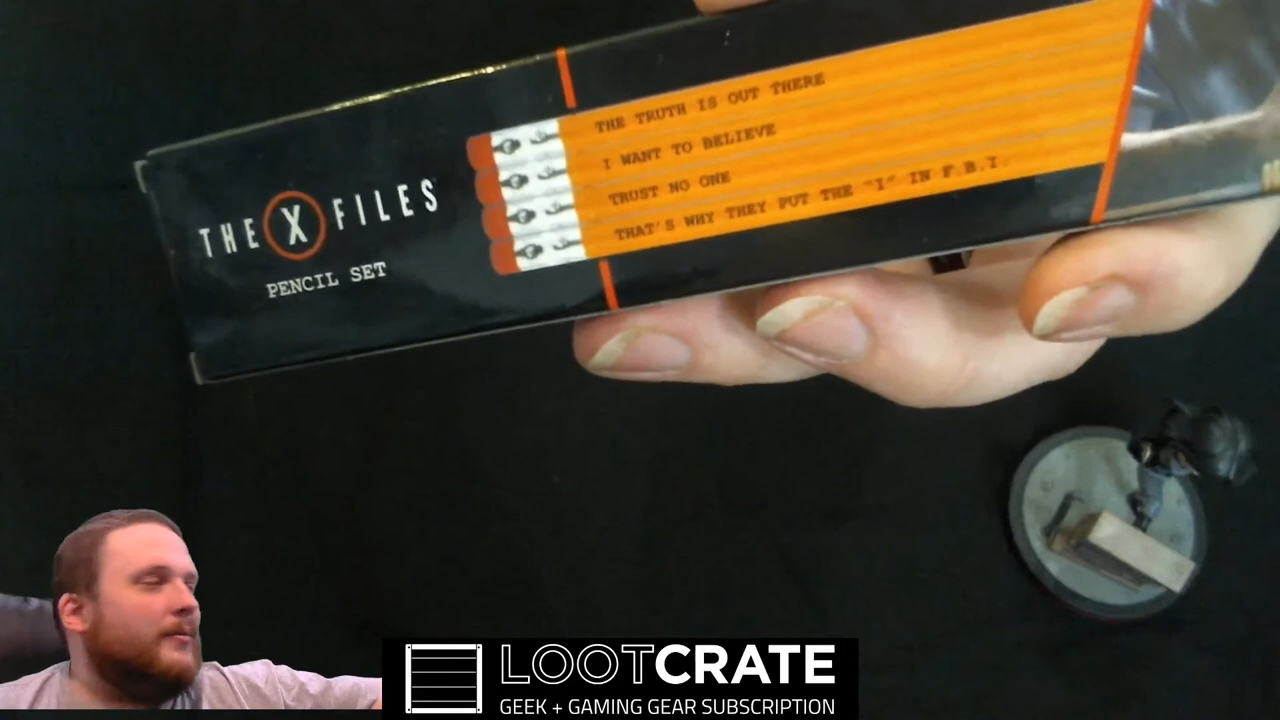 THE X FILES
PENCIL SET
THE TRUTH IS OUT THERE
I WANT TO BELIEVE
TRUST NO ONE
THAT'S WHY THEY PUT THE "I" IN F.B.I.
LOOTCRATE
GEEK + GAMING GEAR SUBSCRIPTION